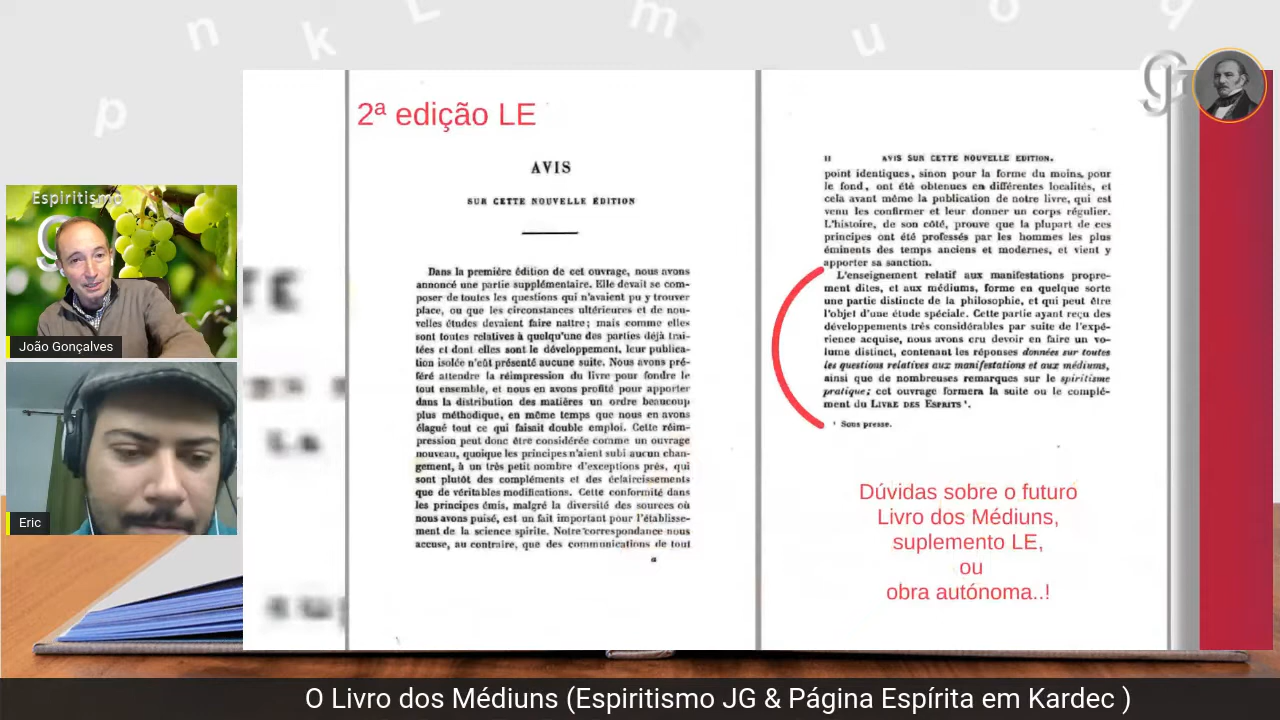 n
k
L
m
u
o
q
p
2ª edição LE
AVIS
SUR CETTE NOUVELLE ÉDITION
Dans la première édition de cet ouvrage, nous avons
annoncé une partie supplémentaire. Elle devait se com-
poser de toutes les questions qui n'avaient pu y trouver
place, ou que les circonstances ultérieures et de nou-
velles études devaient faire naître; mais comme elles
sont toutes relatives à quelqu'une des parties déjà trai-
tées et dont elles sont le développement, leur publica-
tion isolée n'eût présenté aucune suite. Nous avons pré-
féré attendre la réimpression du livre pour fondre le
tout ensemble, et nous en avons profité pour apporter
dans la distribution des matières un ordre beaucoup
plus méthodique, en même temps que nous en avons
élagué tout ce qui faisait double emploi. Cette réim-
pression peut donc être considérée comme un ouvrage
nouveau, quoique les principes n'aient subi aucun chan-
gement, à un très petit nombre d'exceptions près, qui
sont plutôt des compléments et des éclaircissements
que de véritables modifications. Cette conformité dans
les principes émis, malgré la diversité des sources où
nous avons puisé, est un fait important pour l'établisse-
ment de la science spirite. Notre correspondance nous
accuse, au contraire, que des communications de tout
a
II AVIS SUR CETTE NOUVELLE EDITION.
point identiques, sinon pour la forme du moins pour
le fond, ont été obtenues en différentes localités, et
cela avant même la publication de notre livre, qui est
venu les confirmer et leur donner un corps régulier.
L'histoire, de son côté, prouve que la plupart de ces
principes ont été professés par les hommes les plus
éminents des temps anciens et modernes, et vient y
apporter sa sanction.
L'enseignement relatif aux manifestations propre-
ment dites, et aux médiums, forme en quelque sorte
une partie distincte de la philosophie, et qui peut être
l'objet d'une étude spéciale. Cette partie ayant reçu des
développements très considérables par suite de l'expé-
rience acquise, nous avons cru devoir en faire un vo-
lume distinct, contenant les réponses données sur toutes
les questions relatives aux manifestations et aux médiums,
ainsi que de nombreuses remarques sur le spiritisme
pratique; cet ouvrage formera la suite ou le complé-
ment du LIVRE DES ESPRITS ¹.
¹ Sous presse.
Dúvidas sobre o futuro
Livro dos Médiuns,
suplemento LE,
ou
obra autónoma..!
Espiritismo
João Gonçalves
Eric
O Livro dos Médiuns (Espiritismo JG & Página Espírita em Kardec )